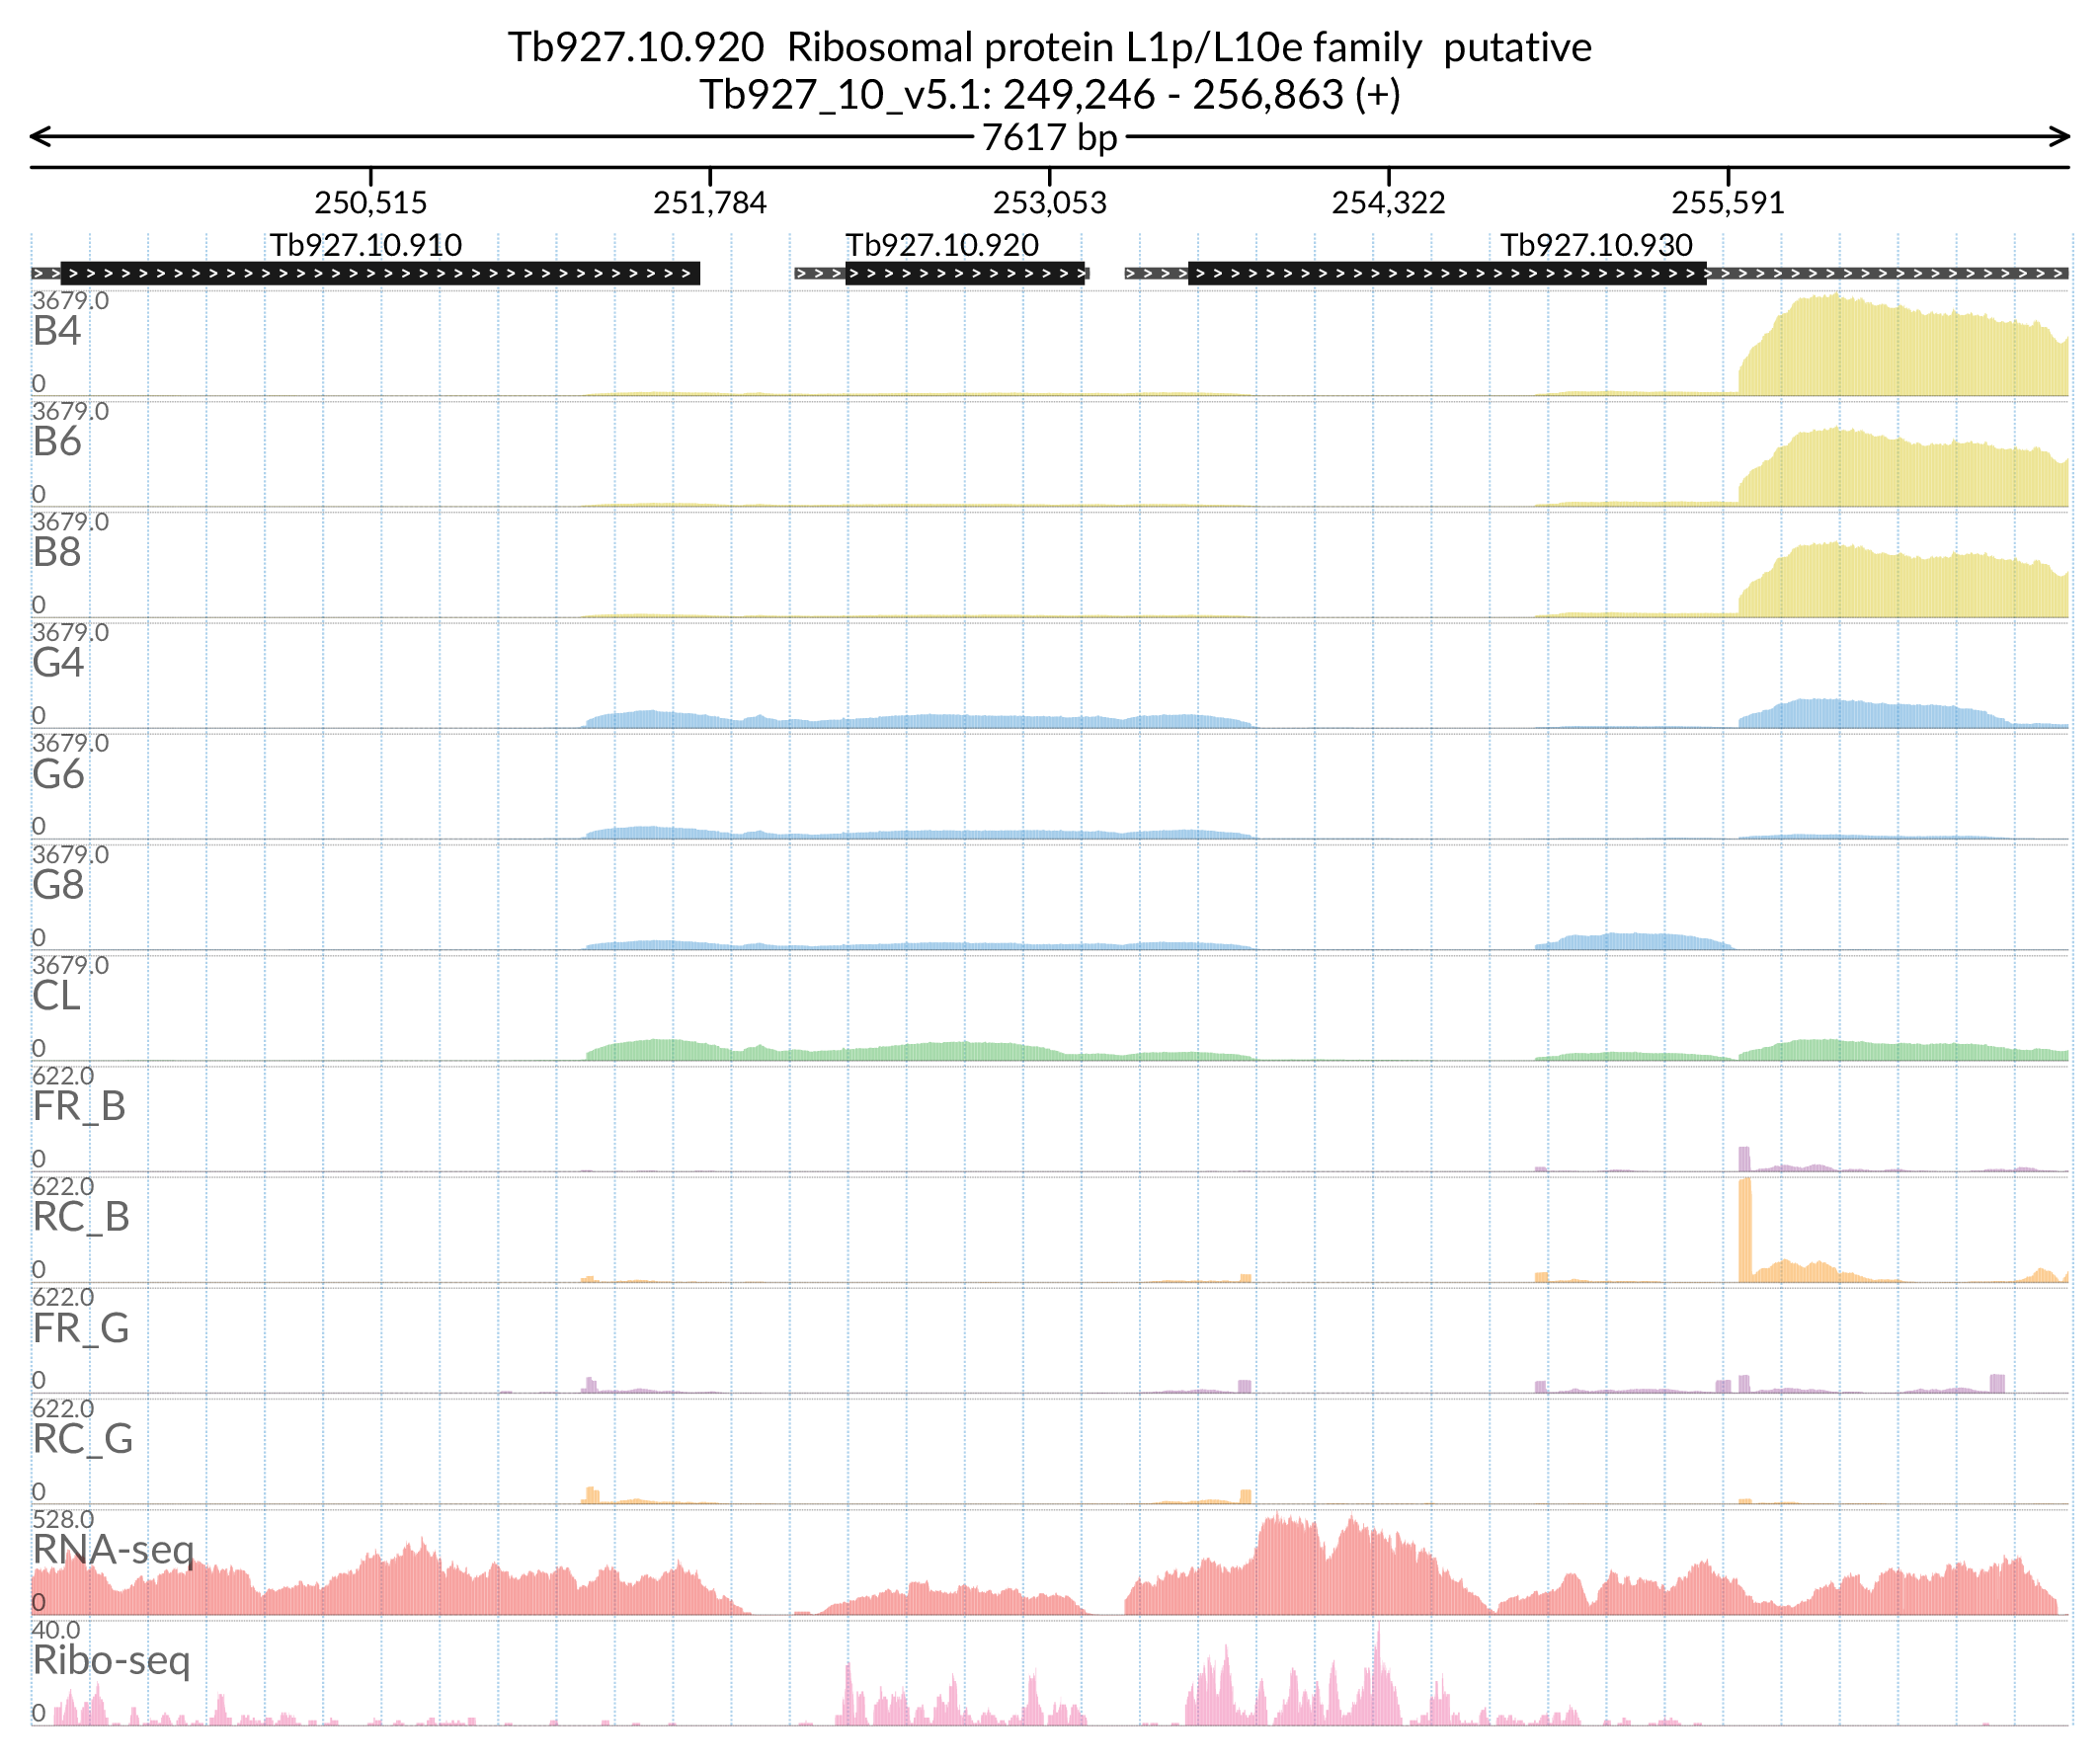 Tb927.10.920  Ribosomal protein L1p/L10e family  putative
Tb927_10_v5.1: 249,246 - 256,863 (+)
7617 bp
250,515 251,784 253,053 254,322 255,591
Tb927.10.910 Tb927.10.920 Tb927.10.930
3679.0
B4
0
3679.0
B6
0
3679.0
B8
0
3679.0
G4
0
3679.0
G6
0
3679.0
G8
0
3679.0
CL
0
622.0
FR_B
0
622.0
RC_B
0
622.0
FR_G
0
622.0
RC_G
0
528.0
RNA-seq
0
40.0
Ribo-seq
0